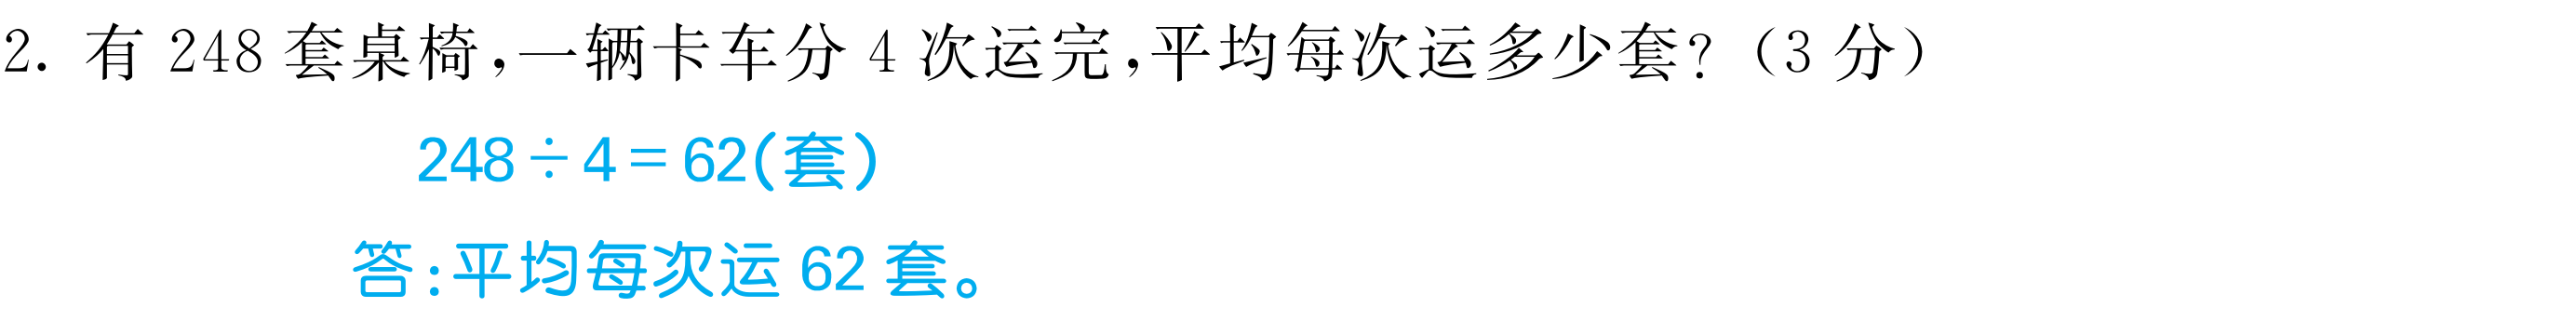 2. 有 248 套桌椅,一辆卡车分 4 次运完,平均每次运多少套?(3 分)
248÷4=62(套)
答:平均每次运 62 套。